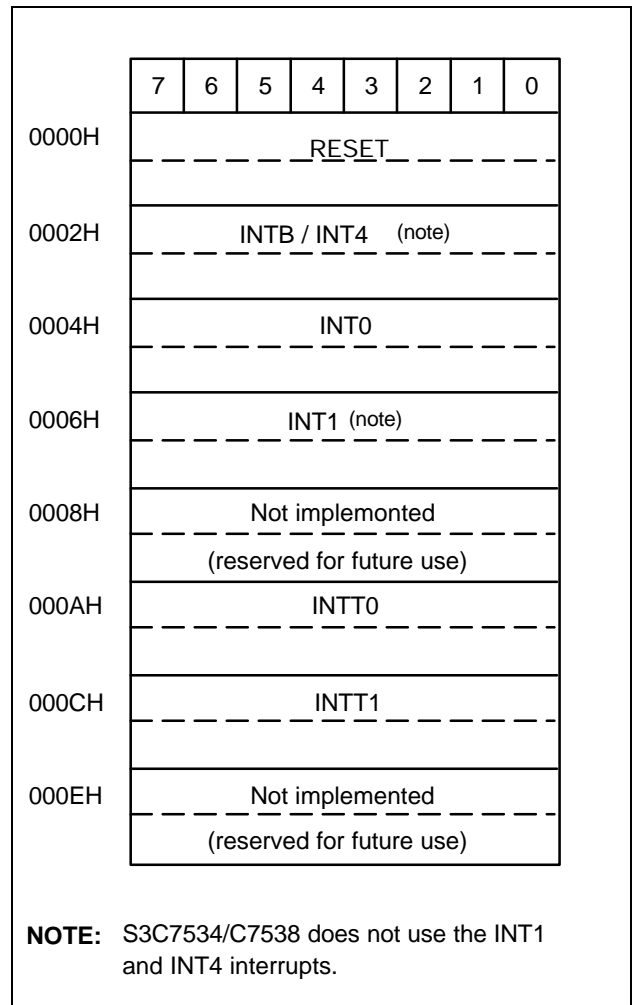 7 6 5 4 3 2 1 0
0000H RESET
0002H INTB / INT4 (note)
0004H INT0
0006H INT1 (note)
0008H Not implemonted
(reserved for future use)
000AH INTT0
000CH INTT1
000EH Not implemented
(reserved for future use)
NOTE: S3C7534/C7538 does not use the INT1
and INT4 interrupts.